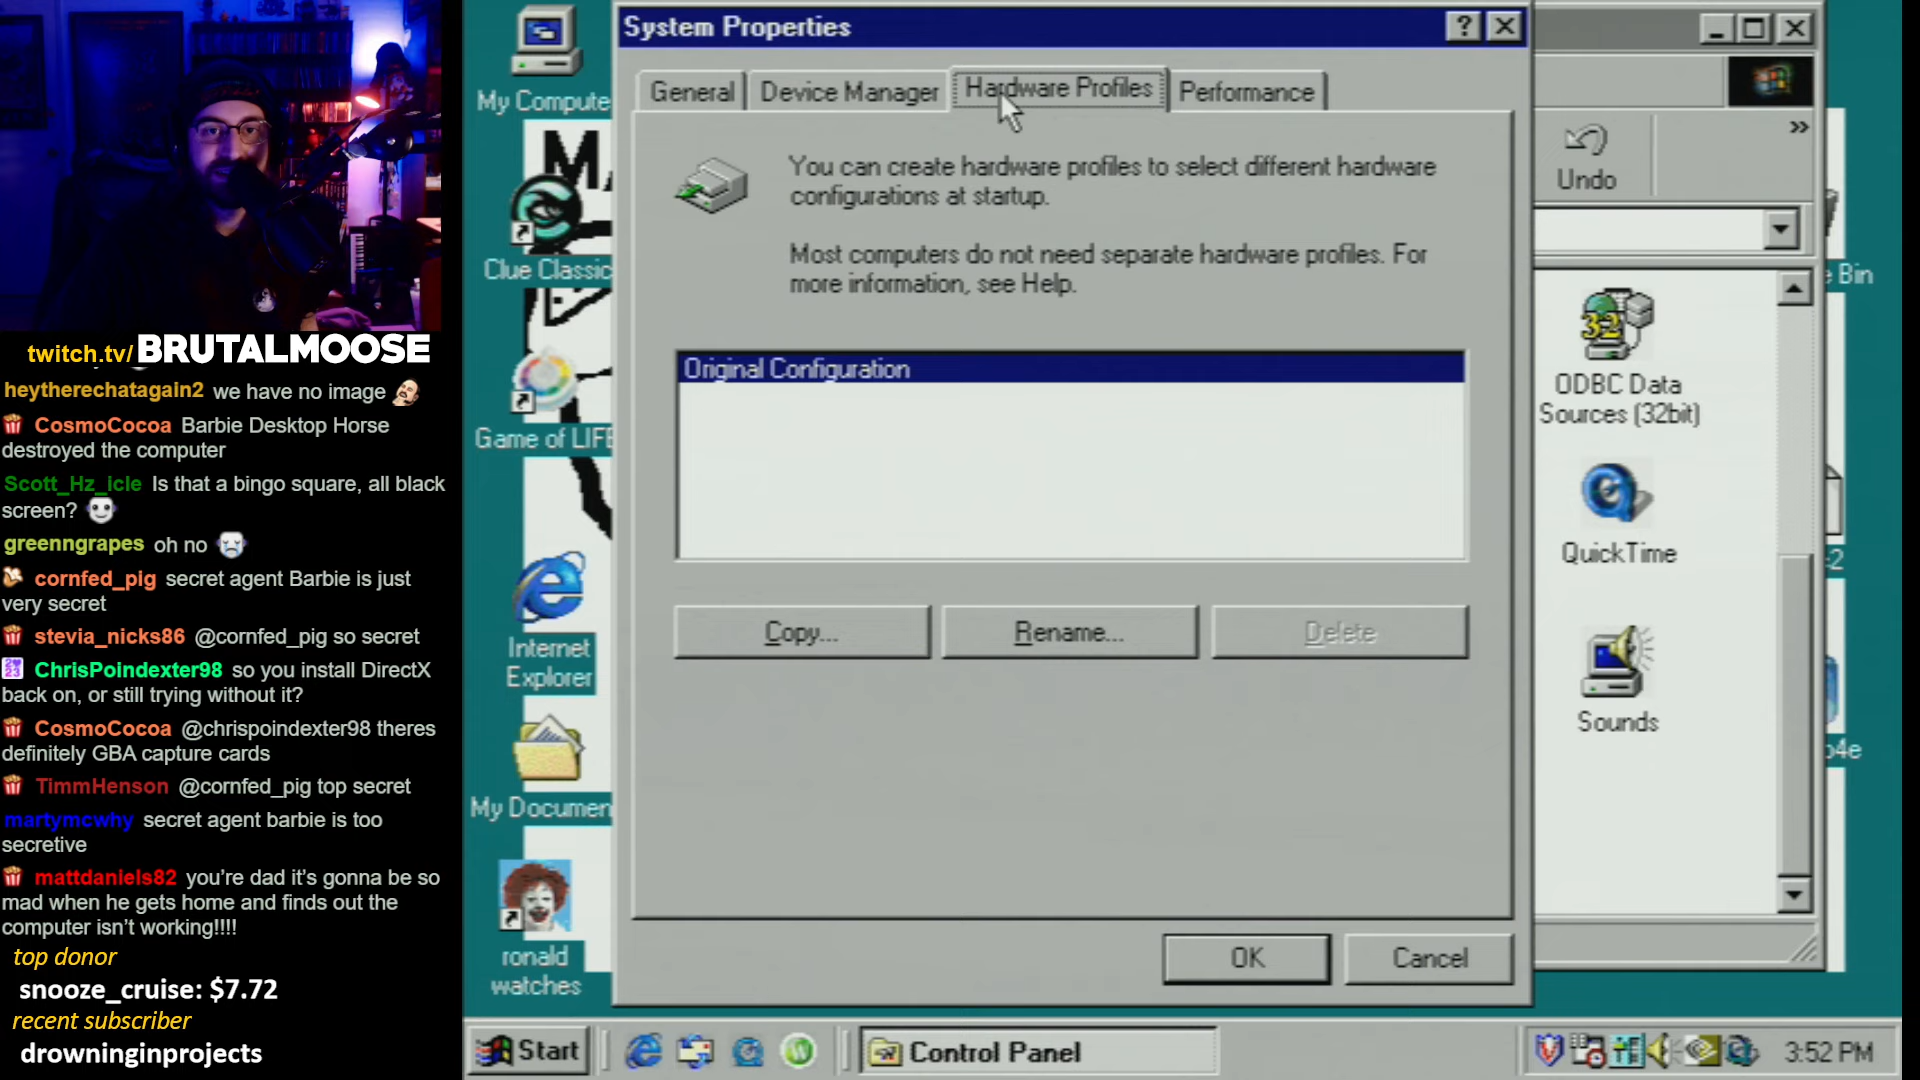 twitch.tv/BRUTALMOOSE
heytherechatagain2 we have no image
CosmoCocoa Barbie Desktop Horse
destroyed the computer
Scott_Hz_icle Is that a bingo square, all black
screen?
greenngrapes oh no
cornfed_pig secret agent Barbie is just
very secret
stevia_nicks86 @cornfed_pig so secret
ChrisPoindexter98 so you install DirectX
back on, or still trying without it?
CosmoCocoa @chrispoindexter98 theres
definitely GBA capture cards
TimmHenson @cornfed_pig top secret
martymcwhy secret agent barbie is too
secretive
mattdaniels82 you're dad it's gonna be so
mad when he gets home and finds out the
computer isn't working!!!!
top donor
snooze_cruise: $7.72
recent subscriber
drowninginprojects
My Compute
Clue Classic
Game of LIFE
Internet
Explorer
My Documen
ronald
watches
System Properties
General
Device Manager
Hardware Profiles
Performance
You can create hardware profiles to select different hardware
configurations at startup.
Most computers do not need separate hardware profiles. For
more information, see Help.
Original Configuration
Copy...
Rename...
Delete
OK
Cancel
Undo
»
ODBC Data
Sources (32bit)
QuickTime
Sounds
Bin
Start
Control Panel
3:52 PM